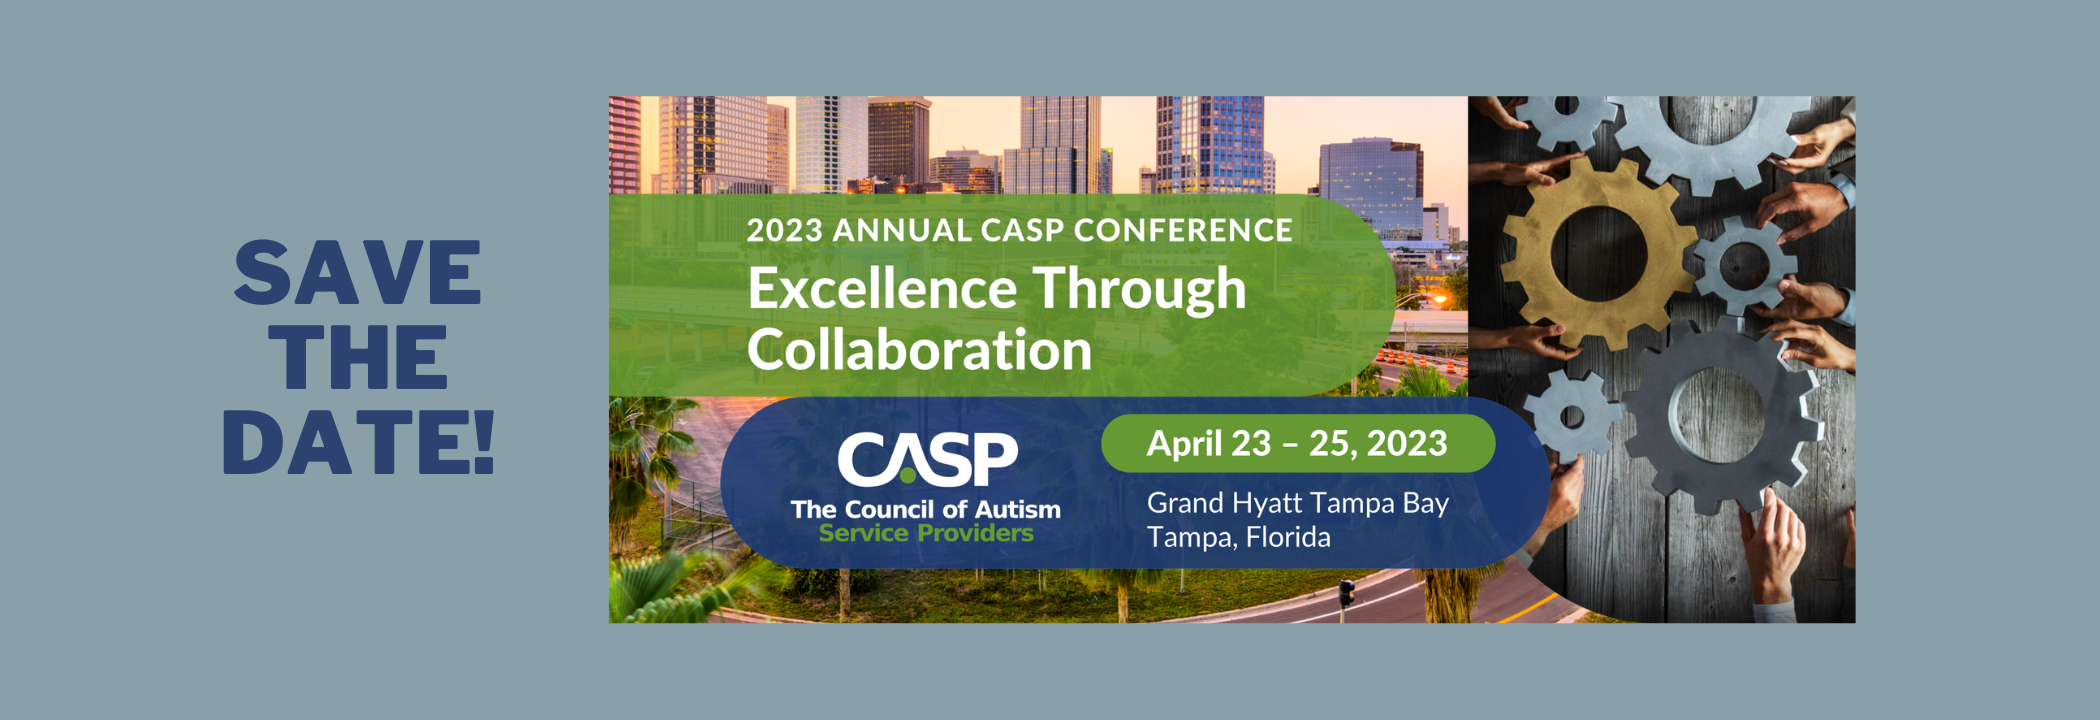 SAVE
THE
DATE!
2023 ANNUAL CASP CONFERENCE
Excellence Through
Collaboration
CASP
The Council of Autism
Service Providers
April 23 – 25, 2023
Grand Hyatt Tampa Bay
Tampa, Florida